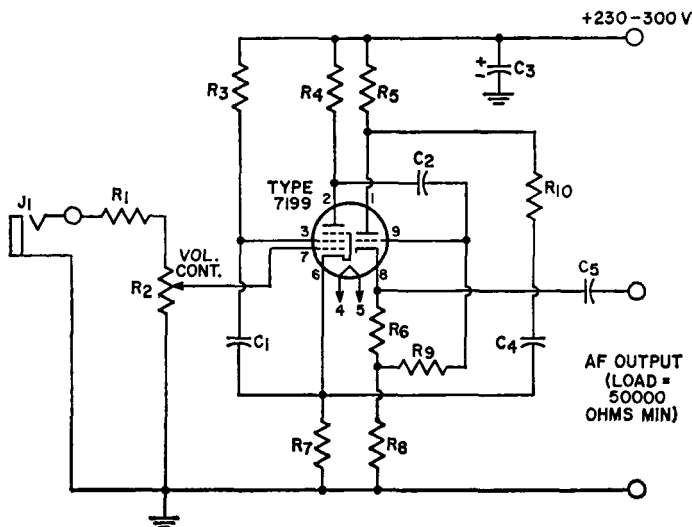 +230-300 V
R3
R4
R5
+
-
C3
C2
TYPE
7199
2
1
R10
J1
R1
3
7
9
VOL.
CONT.
6
8
R2
C5
4
5
R6
C1
R9
C4
AF OUTPUT
(LOAD =
50000
OHMS MIN)
R7
R8